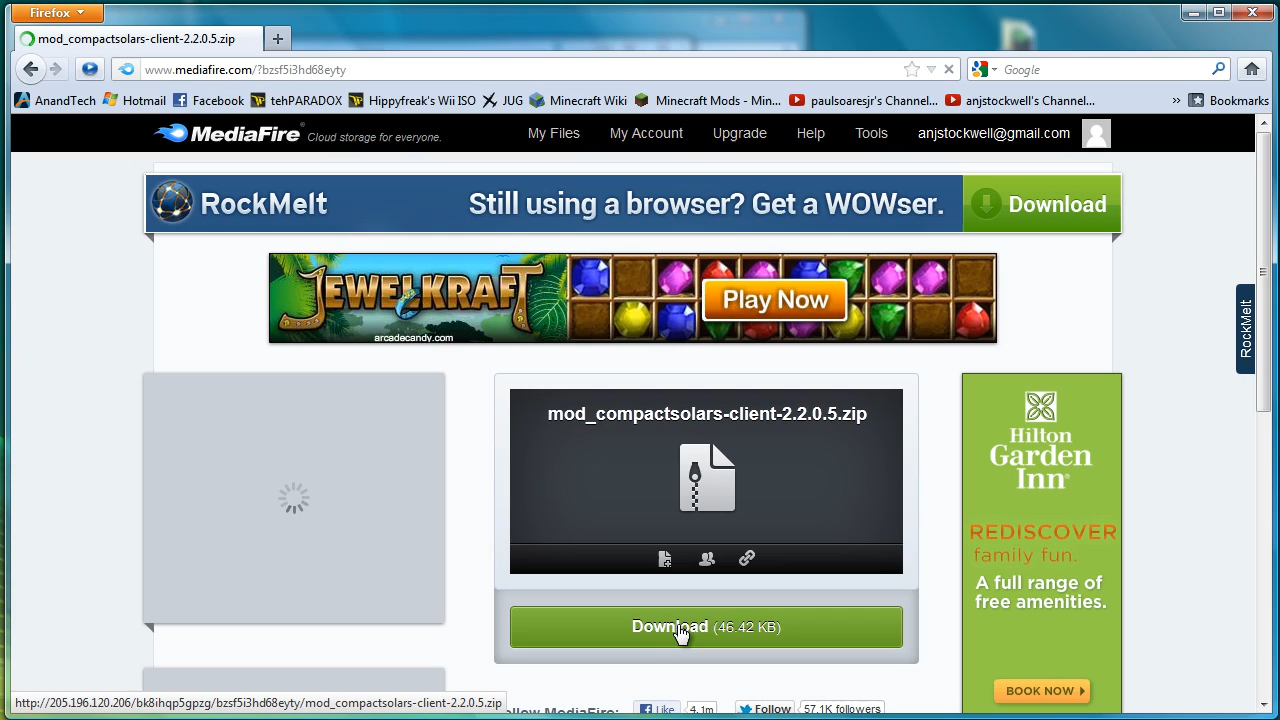 Firefox
mod_compactsolars-client-2.2.0.5.zip
www.mediafire.com/?bzsf5i3hd68eyty
Google
AnandTech Hotmail Facebook tehPARADOX Hippyfreak's Wii ISO JUG Minecraft Wiki Minecraft Mods - Min... paulsoaresjr's Channel... anjstockwell's Channel... » Bookmarks
MediaFire Cloud storage for everyone. My Files My Account Upgrade Help Tools anjstockwell@gmail.com
RockMelt Still using a browser? Get a WOWser. Download
JEWELKRAFT
Play Now
arcadecandy.com
RockMelt
mod_compactsolars-client-2.2.0.5.zip
Download (46.42 KB)
Hilton
Garden
Inn®
REDISCOVER
family fun.
A full range of
free amenities.
BOOK NOW
http://205.196.120.206/bk8ihqp5gpzg/bzsf5i3hd68eyty/mod_compactsolars-client-2.2.0.5.zip
MediaFire: Like 4.1m Follow 57.1K followers